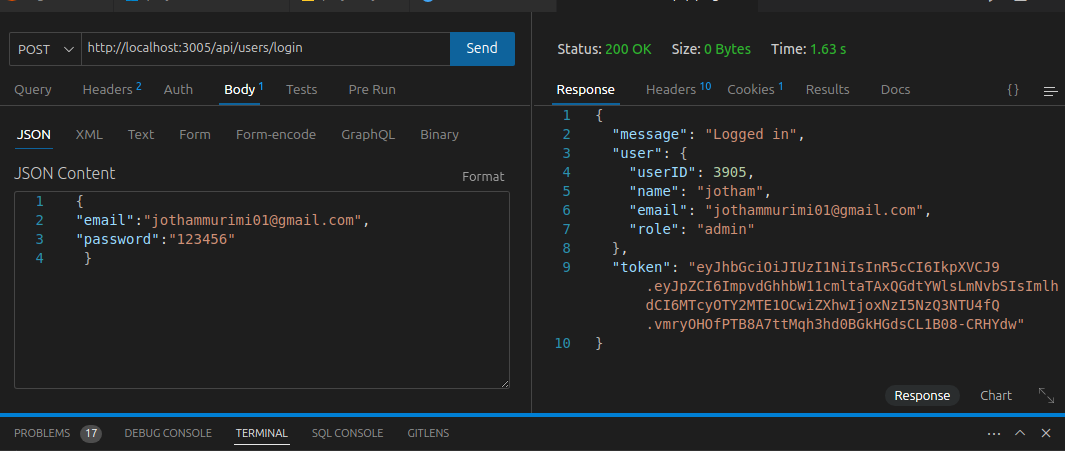 POST
http://localhost:3005/api/users/login
Send
Status: 200 OK Size: 0 Bytes Time: 1.63 s
Query Headers 2 Auth Body 1 Tests Pre Run
Response Headers 10 Cookies 1 Results Docs {}
JSON XML Text Form Form-encode GraphQL Binary
JSON Content
Format
1 {
2 "email":"jothammurimi01@gmail.com",
3 "password":"123456"
4 }
1 {
2 "message": "Logged in",
3 "user": {
4 "userID": 3905,
5 "name": "jotham",
6 "email": "jothammurimi01@gmail.com",
7 "role": "admin"
8 },
9 "token": "eyJhbGciOiJIUzI1NiIsInR5cCI6IkpXVCJ9
.eyJpZCI6ImpvdGhhbW11cmltaTAxQGdtYWlsLmNvbSIsImlh
dCI6MTcyOTY2MTE1OCwiZXhwIjoxNzI5NzQ3NTU4fQ
.vmryOHOfPTB8A7ttMqh3hd0BGkHGdsCL1B08-CRHYdw"
10 }
Response Chart
PROBLEMS 17 DEBUG CONSOLE TERMINAL SQL CONSOLE GITLENS